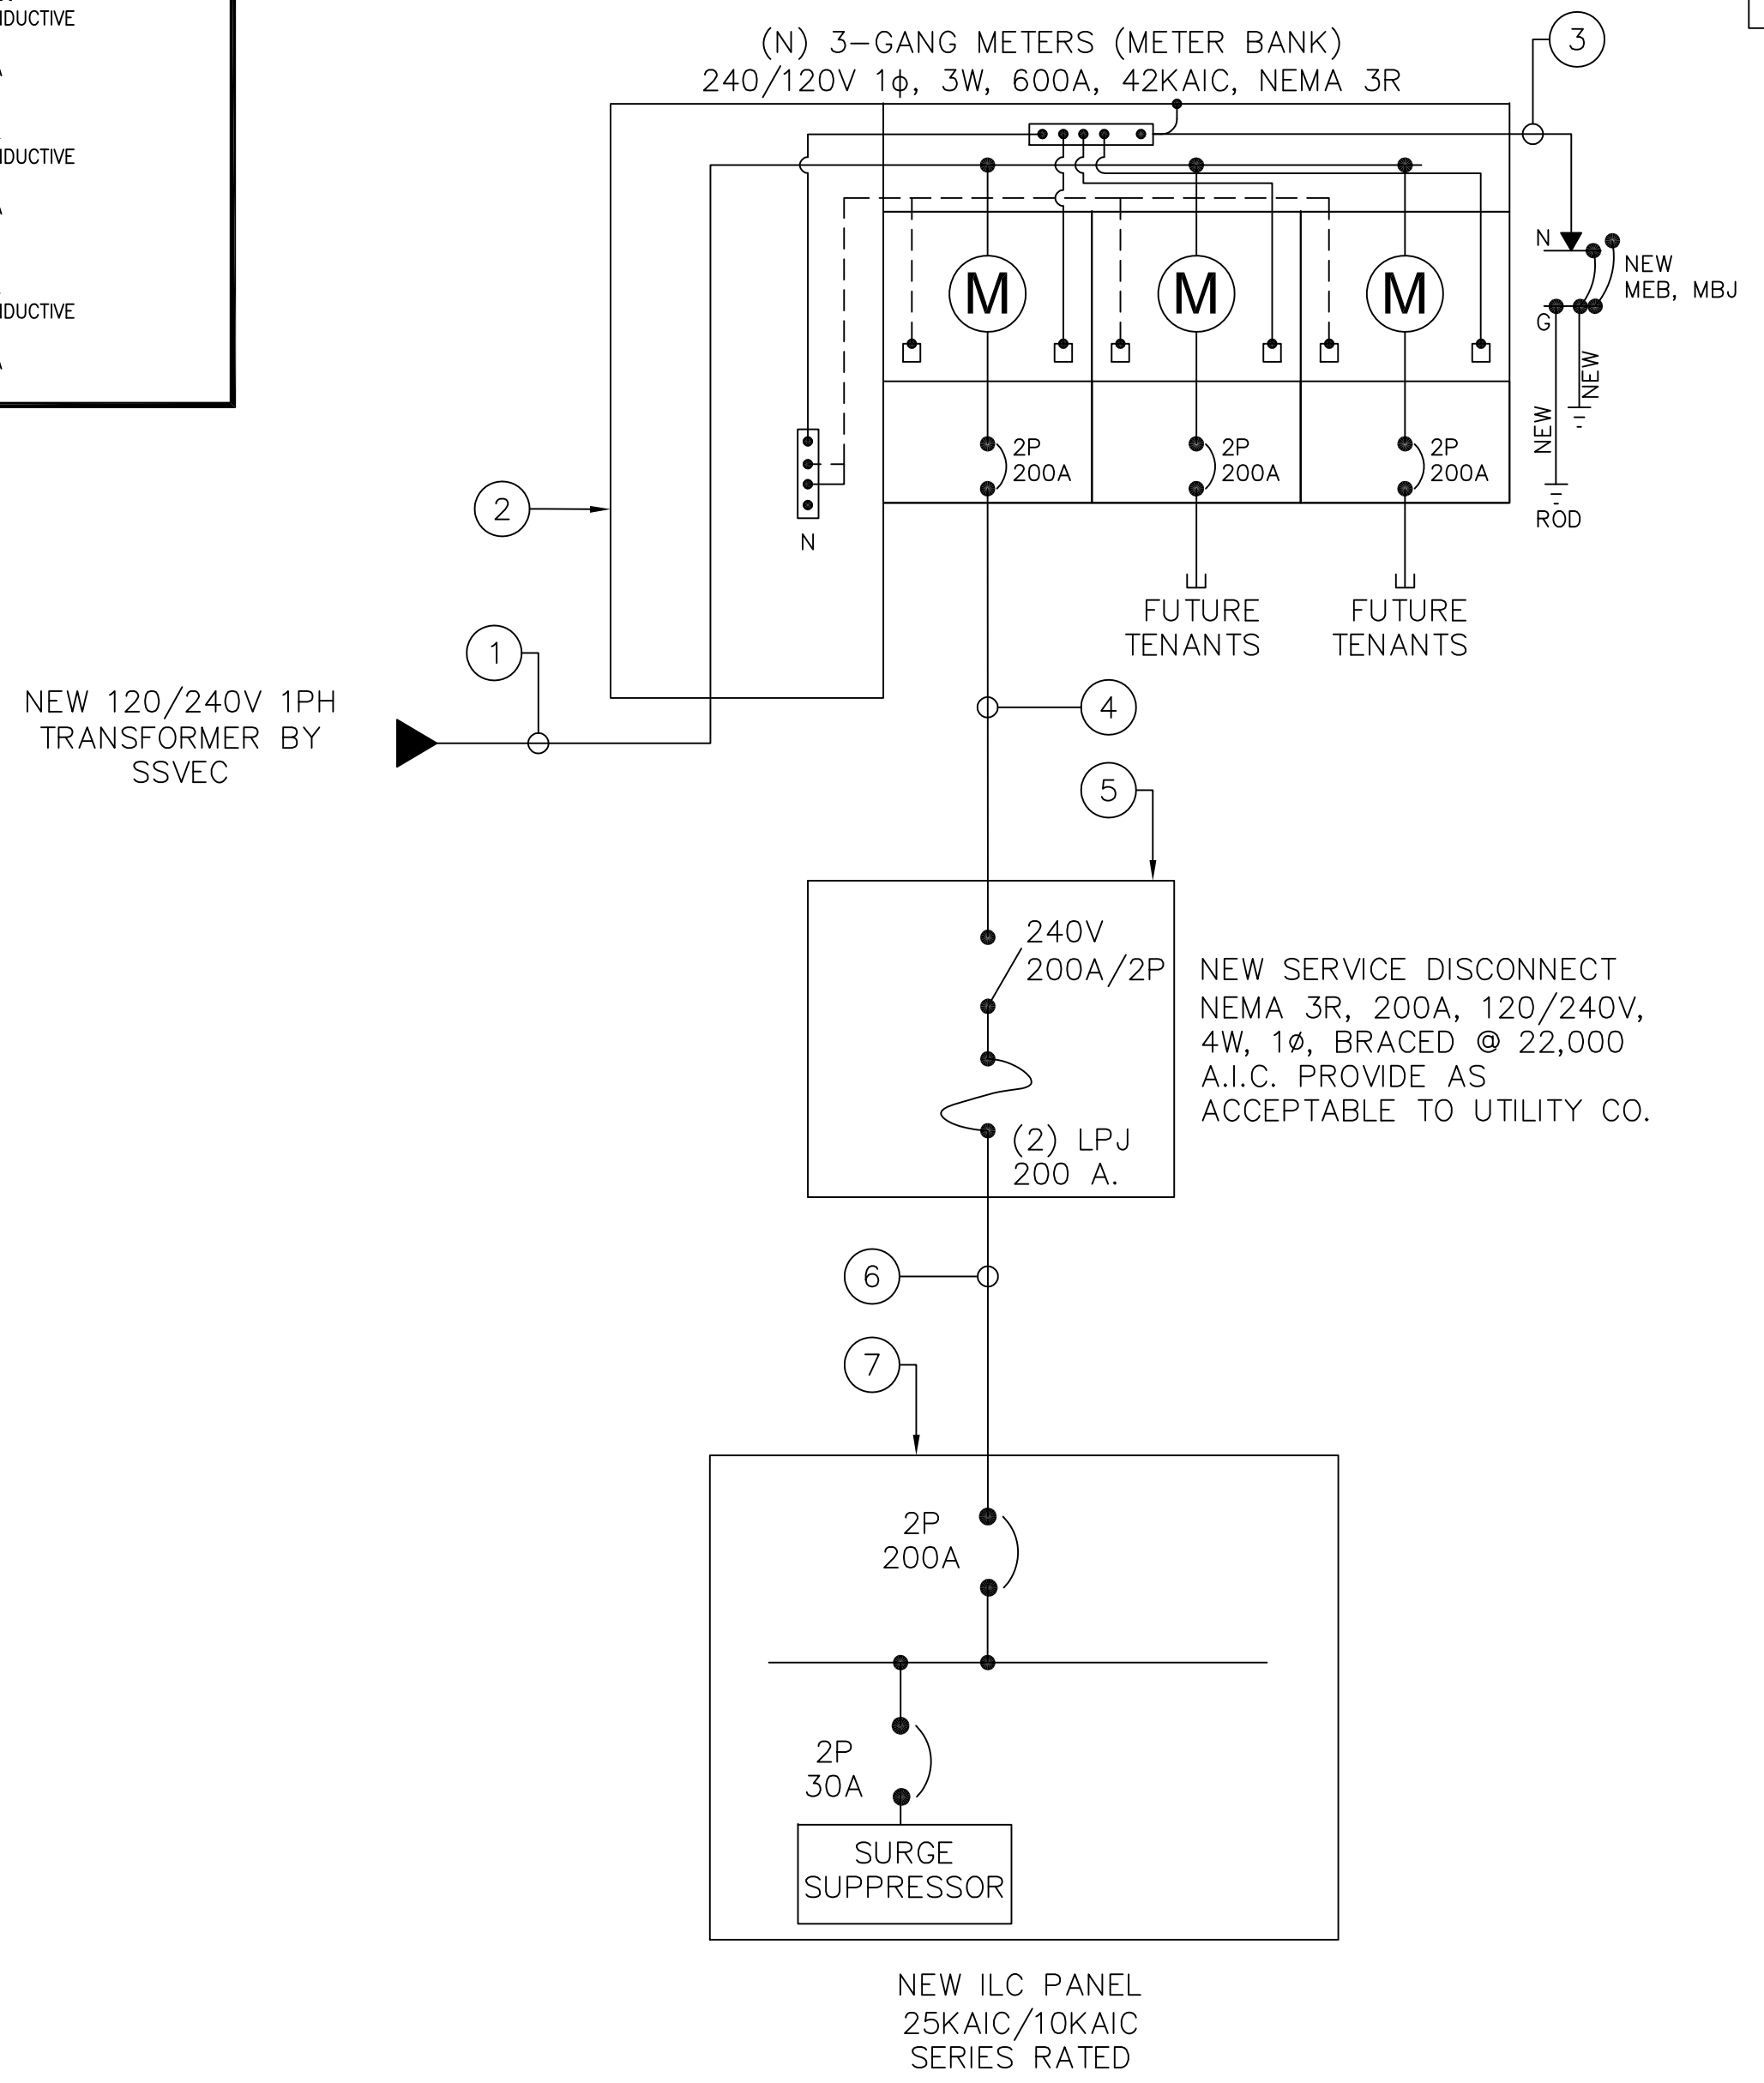 NDUCTIVE
NDUCTIVE
NDUCTIVE
(N) 3-GANG METERS (METER BANK)
240/120V 1ϕ, 3W, 600A, 42KAIC, NEMA 3R
3
N
NEW
MEB, MBJ
G
NEW
NEW
ROD
M
M
M
2P
200A
2P
200A
2P
200A
2
N
FUTURE
TENANTS
FUTURE
TENANTS
1
NEW 120/240V 1PH
TRANSFORMER BY
SSVEC
4
5
240V
200A/2P
(2) LPJ
200 A.
NEW SERVICE DISCONNECT
NEMA 3R, 200A, 120/240V,
4W, 1ø, BRACED @ 22,000
A.I.C. PROVIDE AS
ACCEPTABLE TO UTILITY CO.
6
7
2P
200A
2P
30A
SURGE
SUPPRESSOR
NEW ILC PANEL
25KAIC/10KAIC
SERIES RATED